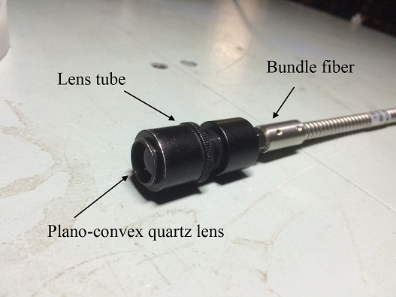 Bundle fiber
Lens tube
Plano-convex quartz lens